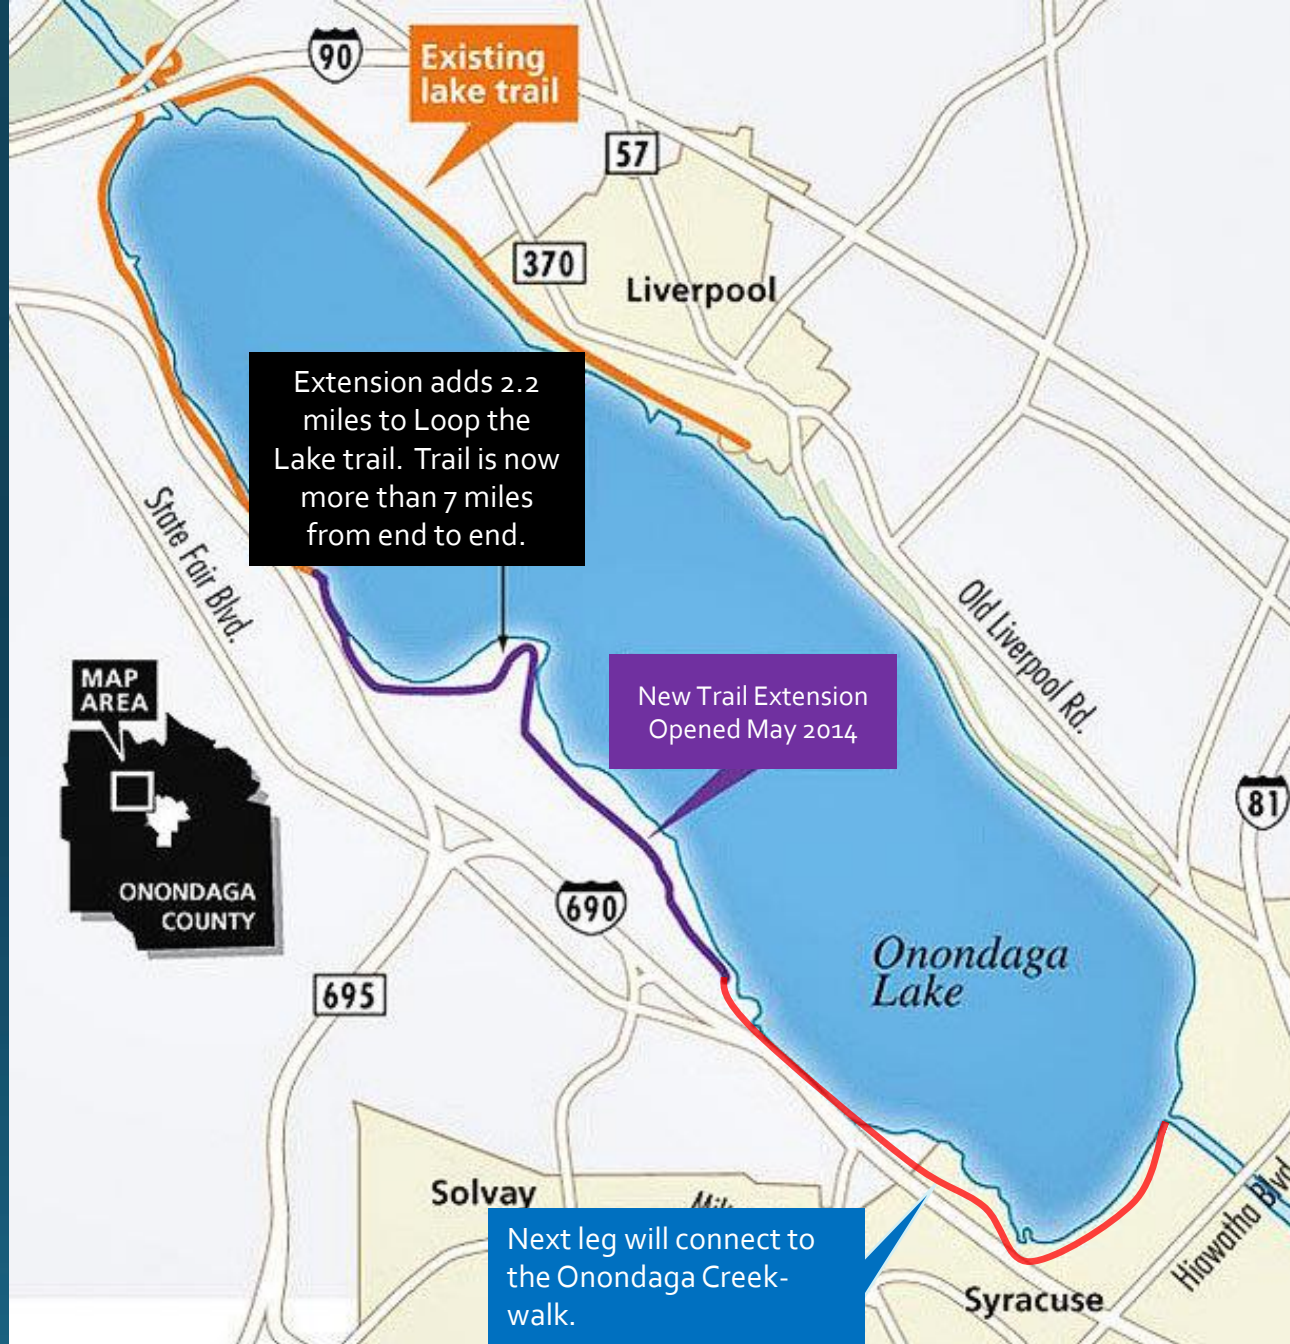 90
Existing
lake trail
57
370
Liverpool
Extension adds 2.2
miles to Loop the
Lake trail. Trail is now
more than 7 miles
from end to end.
State Fair Blvd.
Old Liverpool Rd.
MAP
AREA
New Trail Extension
Opened May 2014
81
ONONDAGA
COUNTY
690
Onondaga
Lake
695
Solvay
Next leg will connect to
the Onondaga Creek-
walk.
Hiawatha Blvd
Syracuse